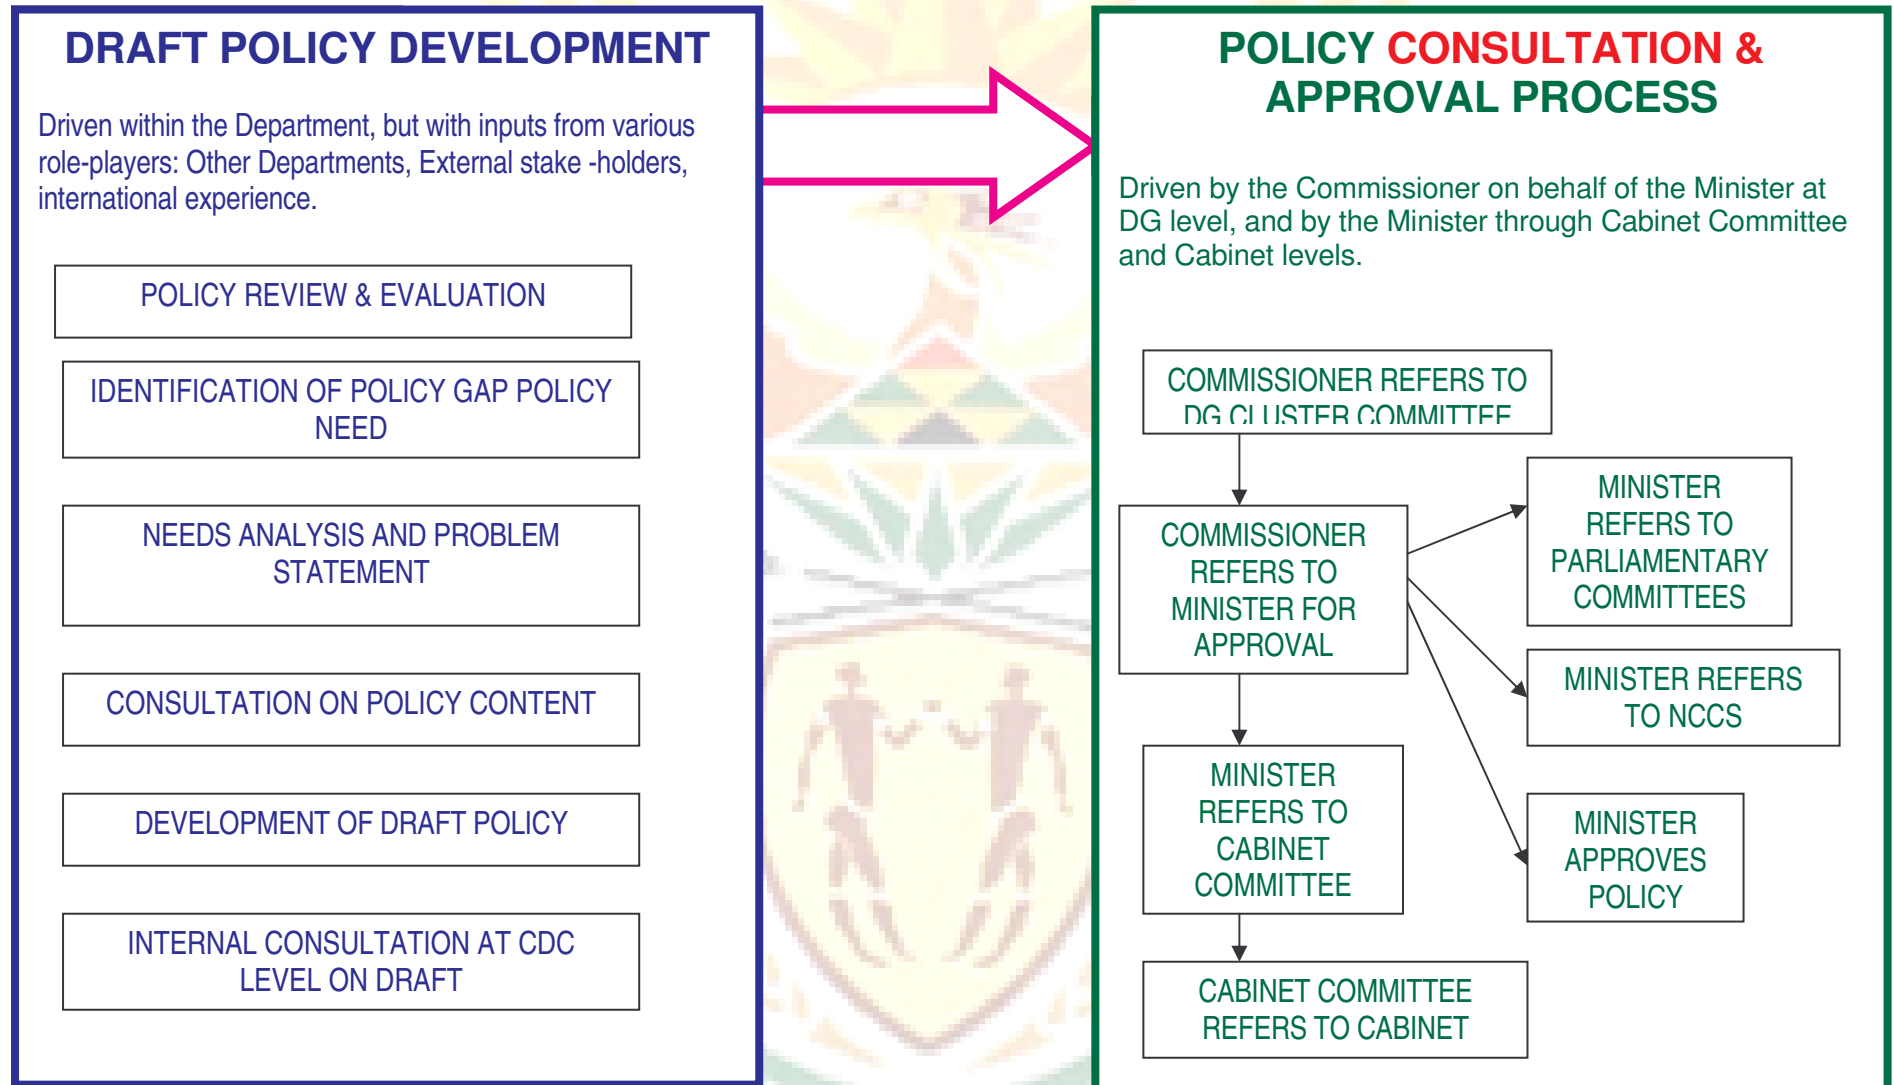 DRAFT POLICY DEVELOPMENT
Driven within the Department, but with inputs from various
role-players: Other Departments, External stake -holders,
international experience.
POLICY REVIEW & EVALUATION
IDENTIFICATION OF POLICY GAP POLICY
NEED
NEEDS ANALYSIS AND PROBLEM
STATEMENT
CONSULTATION ON POLICY CONTENT
DEVELOPMENT OF DRAFT POLICY
INTERNAL CONSULTATION AT CDC
LEVEL ON DRAFT
POLICY CONSULTATION &
APPROVAL PROCESS
Driven by the Commissioner on behalf of the Minister at
DG level, and by the Minister through Cabinet Committee
and Cabinet levels.
COMMISSIONER REFERS TO
DG CLUSTER COMMITTEE
COMMISSIONER
REFERS TO
MINISTER FOR
APPROVAL
MINISTER
REFERS TO
PARLIAMENTARY
COMMITTEES
MINISTER REFERS
TO NCCS
MINISTER
REFERS TO
CABINET
COMMITTEE
MINISTER
APPROVES
POLICY
CABINET COMMITTEE
REFERS TO CABINET